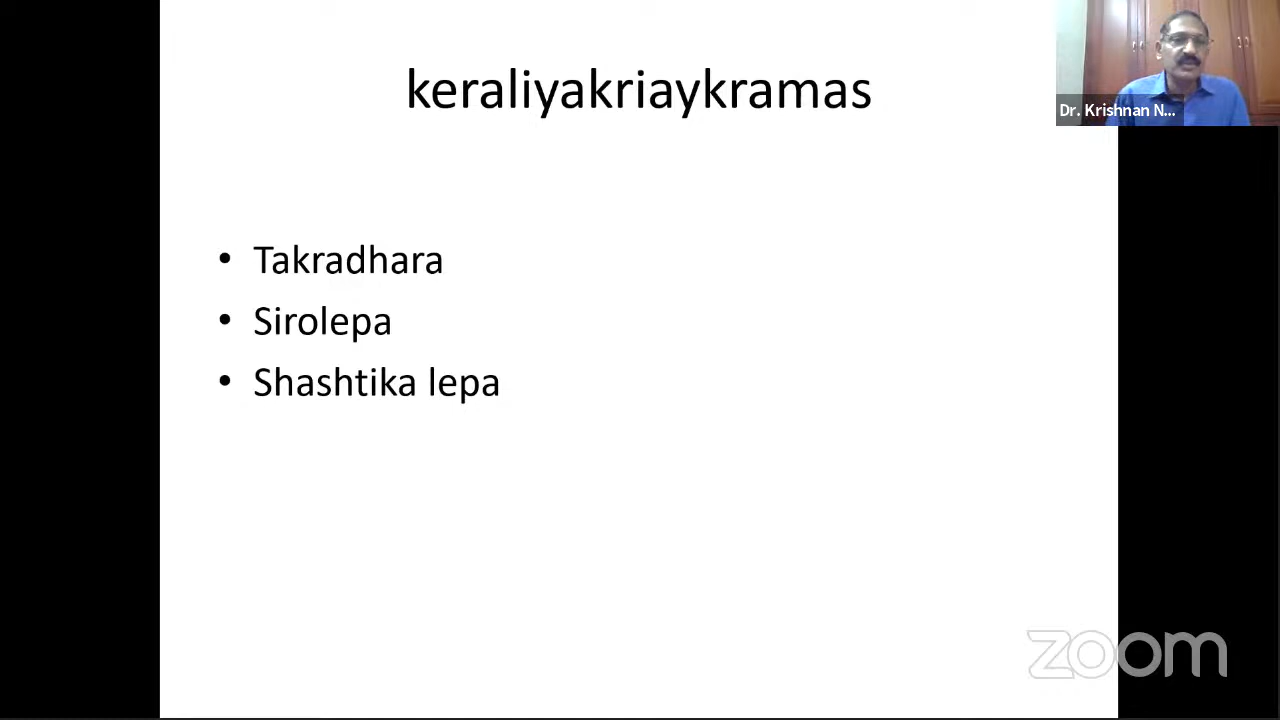 keraliyakriaykramas
Dr. Krishnan N...
• Takradhara
• Sirolepa
• Shashtika lepa
zoom